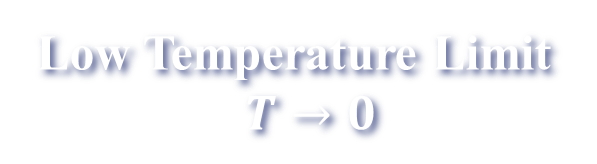 Low Temperature Limit
T → 0